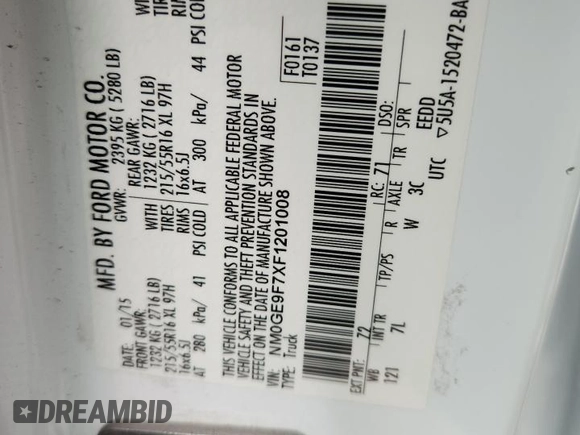 MFD. BY FORD MOTOR CO.
DATE: 01/15 GVWR: 2395 KG ( 5280 LB)
FRONT GAWR: REAR GAWR:
1232 KG ( 2716 LB) WITH 1232 KG ( 2716 LB) WITH
215/55R16 XL 97H TIRES 215/55R16 XL 97H TIRE
16x6.5J RIMS 16x6.5J RIM
AT 280 kPa/ 41 PSI COLD AT 300 kPa/ 44 PSI CO
THIS VEHICLE CONFORMS TO ALL APPLICABLE FEDERAL MOTOR
VEHICLE SAFETY AND THEFT PREVENTION STANDARDS IN
EFFECT ON THE DATE OF MANUFACTURE SHOWN ABOVE.
VIN: NM0GE9F7XF1201008
TYPE: Truck
F0161
T0137
EXT PNT: 72 RC: 71 DSO:
WB INT TR TP/PS R AXLE TR SPR
121 7L W 3C EEDD
UTC ▽5U5A-1520472-BA
DREAMBID